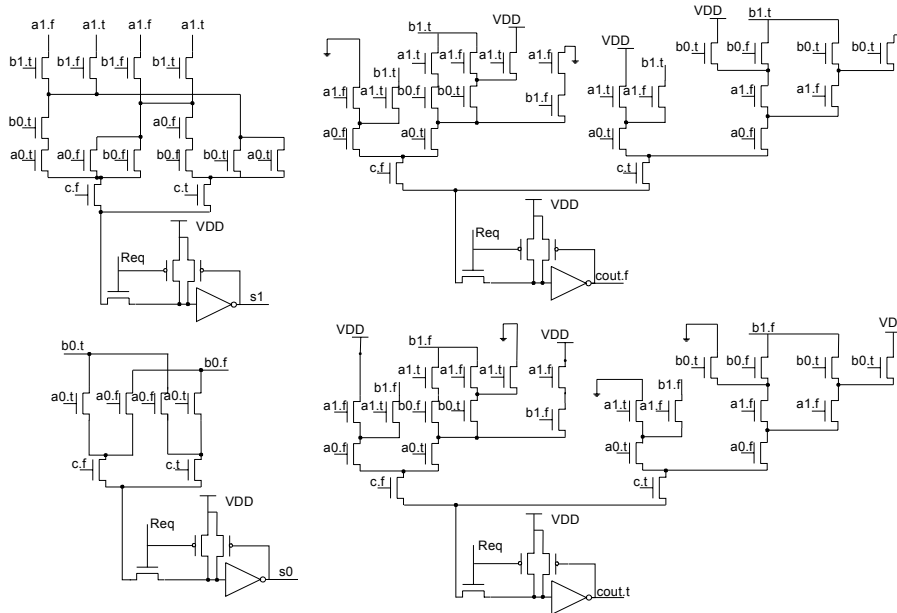 a1.f a1.t a1.f a1.t
b1.t b1.f b1.f b1.t
b0.t a0.f
a0.t a0.f b0.f b0.f b0.t a0.t
c.f c.t
VDD
Req
s1
b1.t VDD
a1.t a1.f a1.t a1.f
b1.t
a1.f a1.t b0.f b0.t b1.f
a0.f a0.t
c.f
VDD b1.t
b0.t b0.f b0.t b0.t
VDD
b1.t
a1.t a1.f a1.f a1.f
a0.t a0.f
c.t
VDD
Req
cout.f
b0.t b0.f
a0.t a0.f a0.f a0.t
c.f c.t
VDD
Req
s0
VDD b1.f VDD
a1.t a1.f a1.t a1.f
b1.f
a1.f a1.t b0.f b0.t b1.f
a0.f a0.t
c.f
b1.f VD
b0.t b0.f b0.t b0.t
b1.f
a1.t a1.f a1.f a1.f
a0.t a0.f
c.t
VDD
Req
cout.t